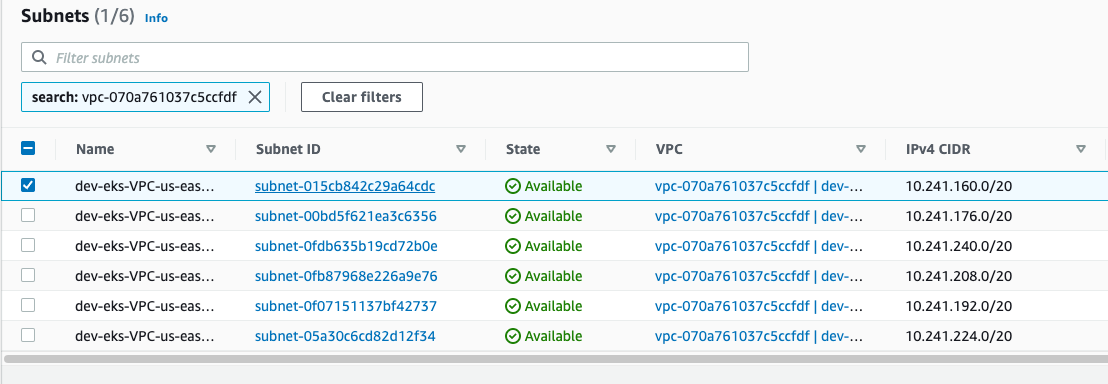 Subnets (1/6) Info
Filter subnets
search: vpc-070a761037c5ccfdf Clear filters
Name Subnet ID State VPC IPv4 CIDR
dev-eks-VPC-us-eas... subnet-015cb842c29a64cdc Available vpc-070a761037c5ccfdf | dev-... 10.241.160.0/20
dev-eks-VPC-us-eas... subnet-00bd5f621ea3c6356 Available vpc-070a761037c5ccfdf | dev-... 10.241.176.0/20
dev-eks-VPC-us-eas... subnet-0fdb635b19cd72b0e Available vpc-070a761037c5ccfdf | dev-... 10.241.240.0/20
dev-eks-VPC-us-eas... subnet-0fb87968e226a9e76 Available vpc-070a761037c5ccfdf | dev-... 10.241.208.0/20
dev-eks-VPC-us-eas... subnet-0f07151137bf42737 Available vpc-070a761037c5ccfdf | dev-... 10.241.192.0/20
dev-eks-VPC-us-eas... subnet-05a30c6cd82d12f34 Available vpc-070a761037c5ccfdf | dev-... 10.241.224.0/20